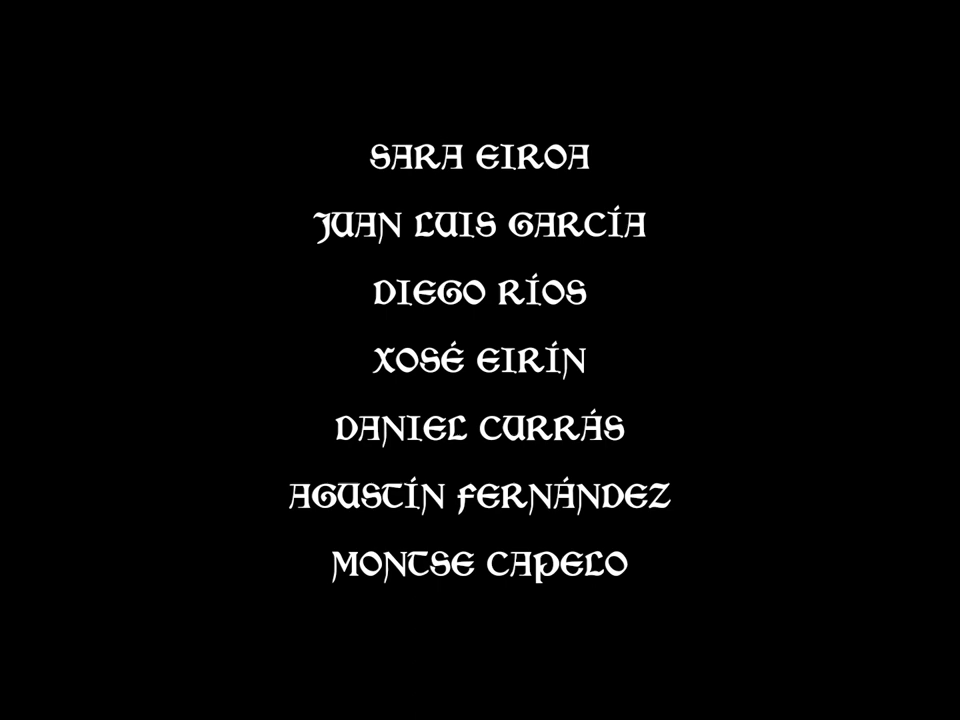 SARA EIROA
JUAN LUIS GARCÍA
DIEGO RÍOS
XOSÉ EIRÍN
DANIEL CURRÁS
AGUSTÍN FERNÁNDEZ
MONTSE CAPELO